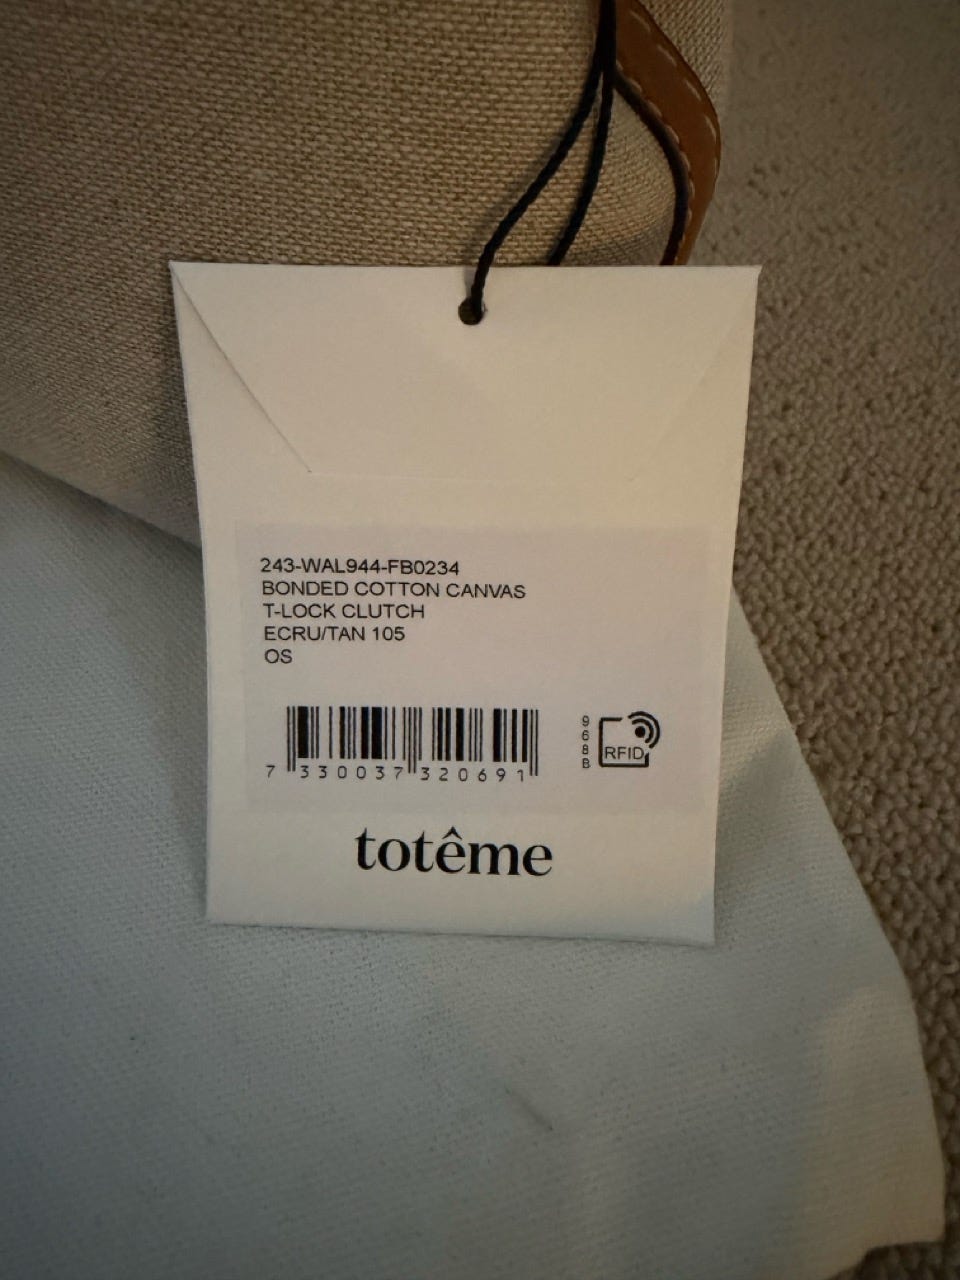 243-WAL944-FB0234
BONDED COTTON CANVAS
T-LOCK CLUTCH
ECRU/TAN 105
OS
7 330037 320691
968B
RFID
totême